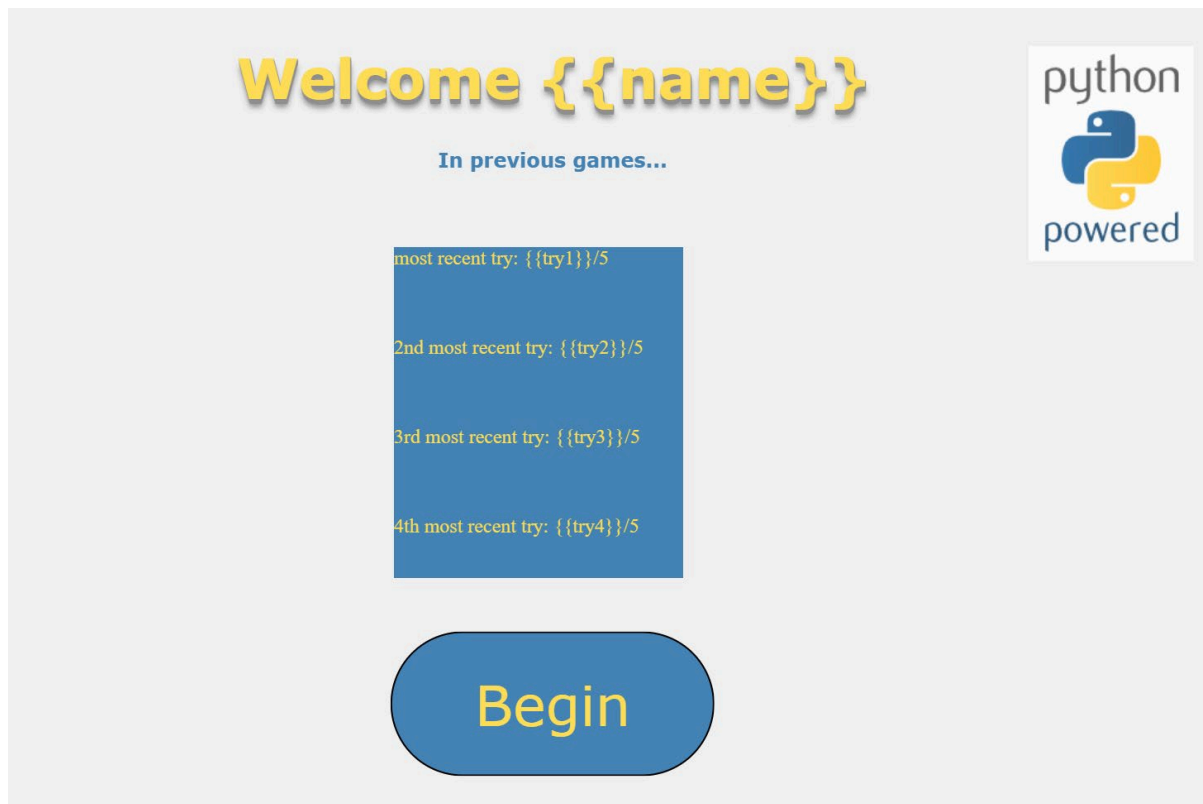 Welcome {{name}}
python
powered
In previous games...
most recent try: {{try1}}/5
2nd most recent try: {{try2}}/5
3rd most recent try: {{try3}}/5
4th most recent try: {{try4}}/5
Begin